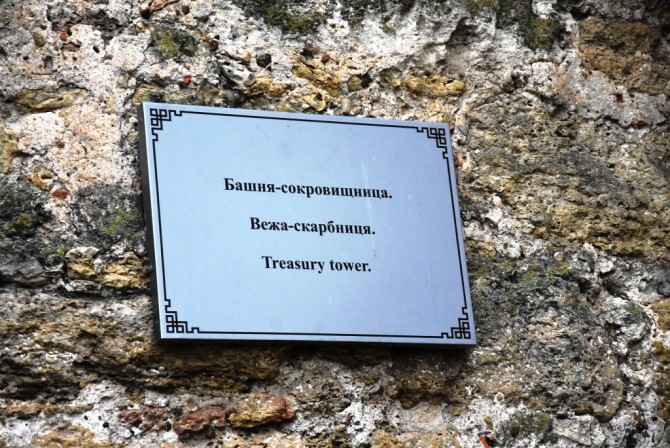 Башня-сокровищница.
Вежа-скарбниця.
Treasury tower.